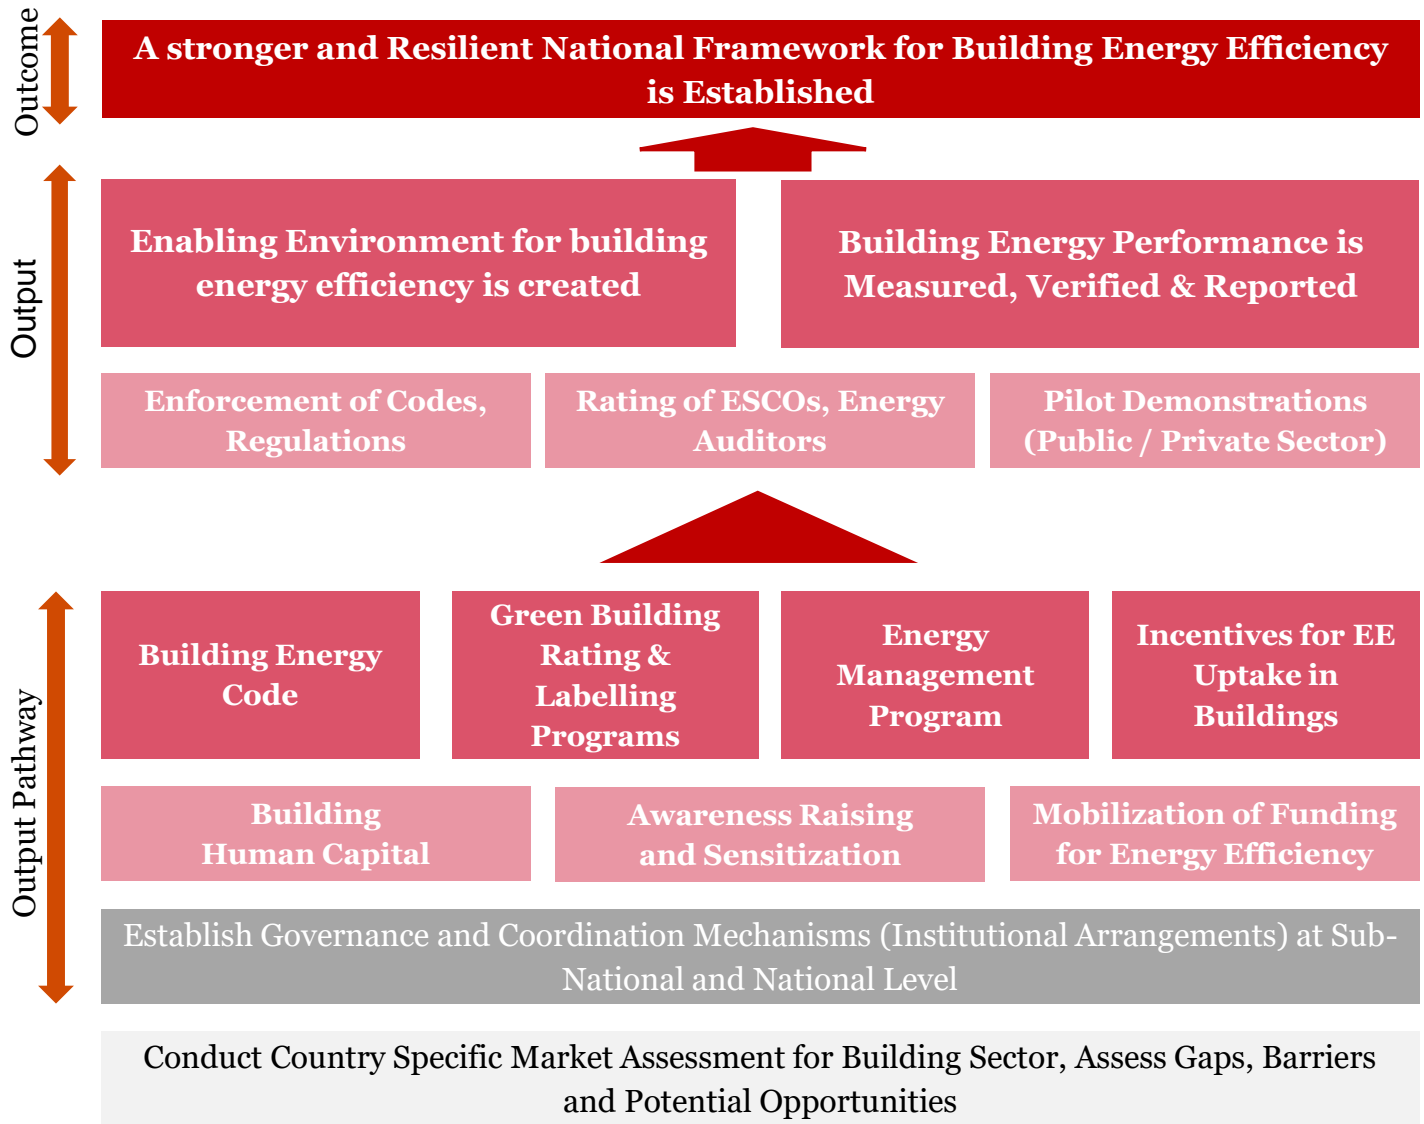 Outcome
A stronger and Resilient National Framework for Building Energy Efficiency
is Established
Output
Enabling Environment for building
energy efficiency is created
Building Energy Performance is
Measured, Verified & Reported
Enforcement of Codes,
Regulations
Rating of ESCOs, Energy
Auditors
Pilot Demonstrations
(Public / Private Sector)
Output Pathway
Building Energy
Code
Green Building
Rating &
Labelling
Programs
Energy
Management
Program
Incentives for EE
Uptake in
Buildings
Building
Human Capital
Awareness Raising
and Sensitization
Mobilization of Funding
for Energy Efficiency
Establish Governance and Coordination Mechanisms (Institutional Arrangements) at Sub-
National and National Level
Conduct Country Specific Market Assessment for Building Sector, Assess Gaps, Barriers
and Potential Opportunities